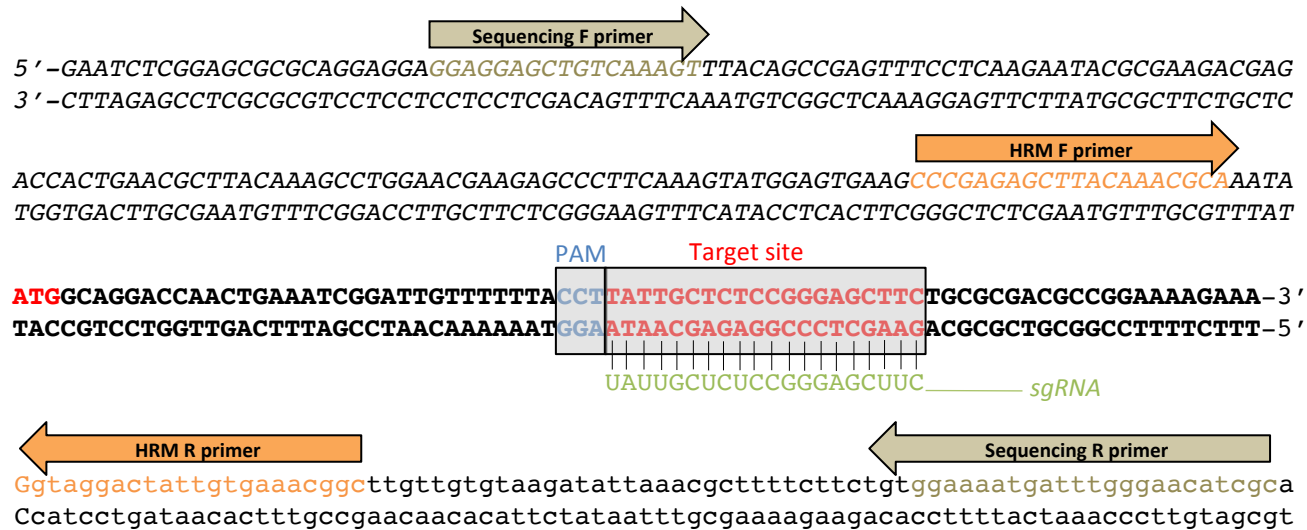 Sequencing F primer
5’-GAATCTCGGAGCGCGCAGGAGGAGGAGGAGCTGTCAAAGTTTACAGCCGAGTTTCCTCAAGAATACGCGAAGACGAG
3’-CTTAGAGCCTCGCGCGTCCTCCTCCTCCTCGACAGTTTCAAATGTCGGCTCAAAGGAGTTCTTATGCGCTTCTGCTC
HRM F primer
ACCACTGAACGCTTACAAAGCCTGGAACGAAGAGCCCTTCAAAGTATGGAGTGAAGCCCGAGAGCTTACAAACGCAAATA
TGGTGACTTGCGAATGTTTCGGACCTTGCTTCTCGGGAAGTTTCATACCTCACTTCGGGCTCTCGAATGTTTGCGTTTAT
PAM Target site
ATGGCAGGACCAACTGAAATCGGATTGTTTTTTACCTTATTGCTCTCCGGGAGCTTCTGCGCGACGCCGGAAAAGAAA-3’
TACCGTCCTGGTTGACTTTAGCCTAACAAAAAATGGAATAACGAGAGGCCCTCGAAGACGCGCTGCGGCCTTTTCTTT-5’
UAUUGCUCUCCGGGAGCUUC sgRNA
HRM R primer Sequencing R primer
Ggtaggactattgtgaaacggcttgttgtgtaagatattaaacgcttttcttctgtggaaaatgatttgggaacatcgca
Ccatcctgataacactttgccgaacaacacattctataatttgcgaaaagaagacaccttttactaaacccttgtagcgt